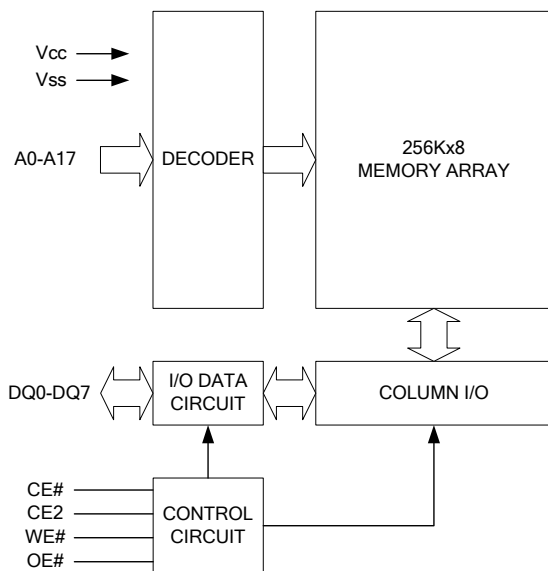 Vcc
Vss
A0-A17
DECODER
256Kx8
MEMORY ARRAY
DQ0-DQ7
I/O DATA
CIRCUIT
COLUMN I/O
CE#
CE2
WE#
OE#
CONTROL
CIRCUIT